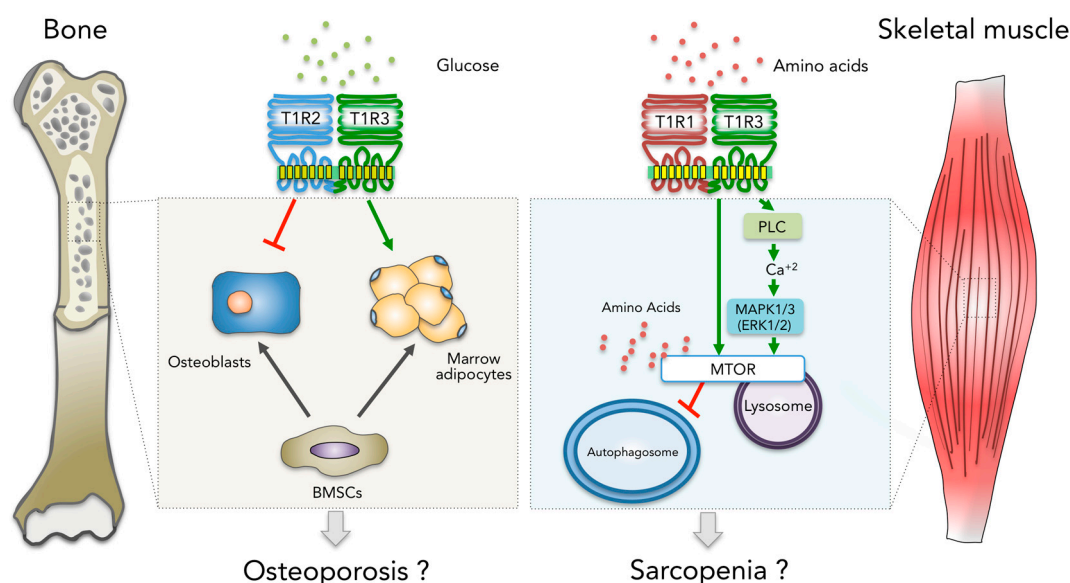 Bone
Skeletal muscle
Glucose
Amino acids
T1R2
T1R3
T1R1
T1R3
PLC
Ca+2
MAPK1/3
(ERK1/2)
Amino Acids
MTOR
Lysosome
Autophagosome
Osteoblasts
Marrow
adipocytes
BMSCs
Osteoporosis ?
Sarcopenia ?